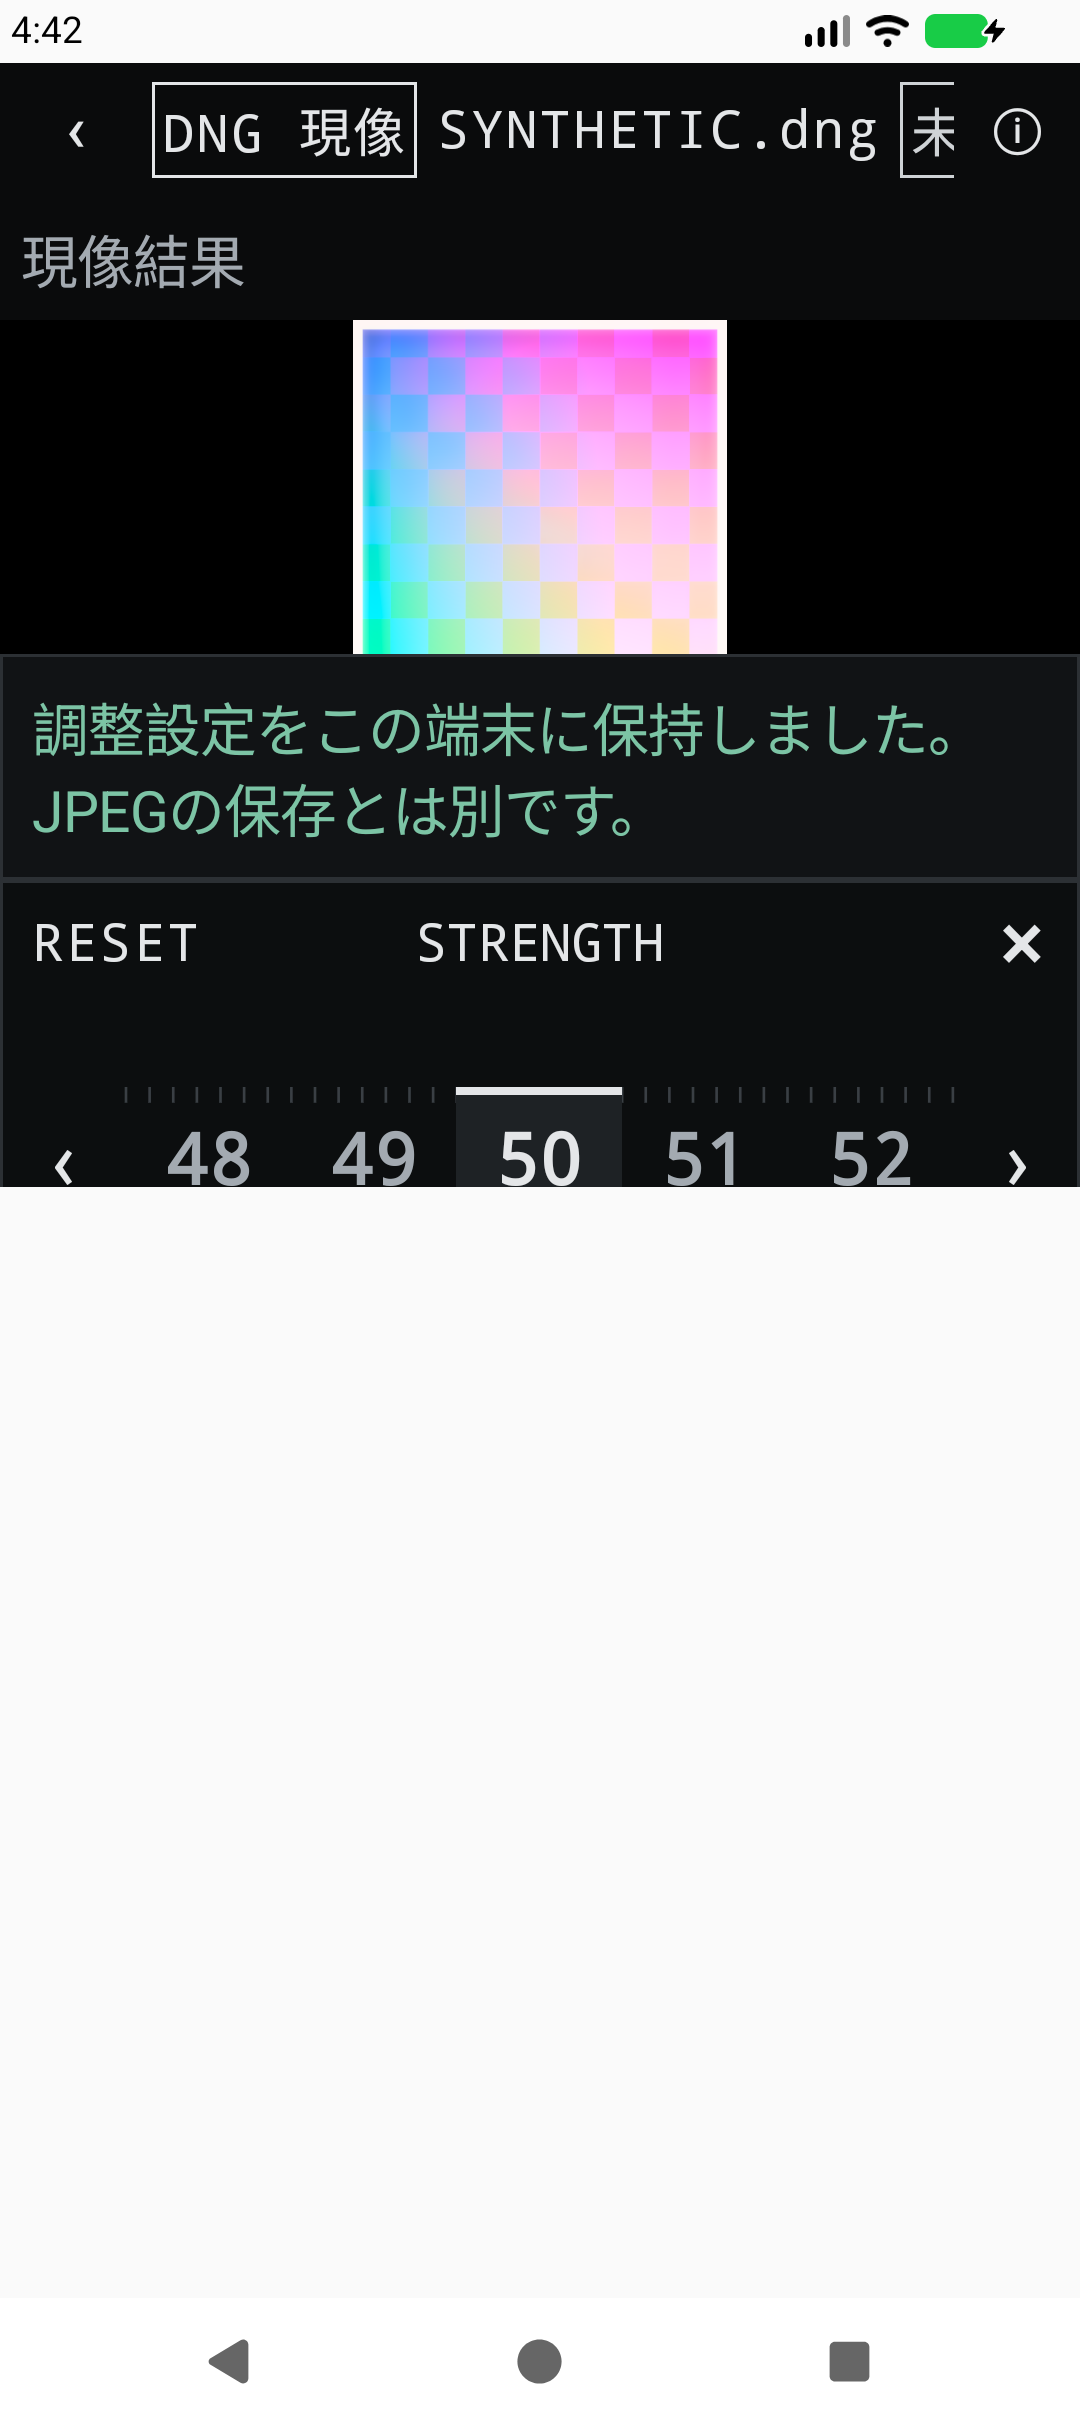 4:42
‹ DNG 現像 SYNTHETIC.dng 未 ⓘ
現像結果
調整設定をこの端末に保持しました。
JPEGの保存とは別です。
RESET STRENGTH ×
‹ 48 49 50 51 52 ›